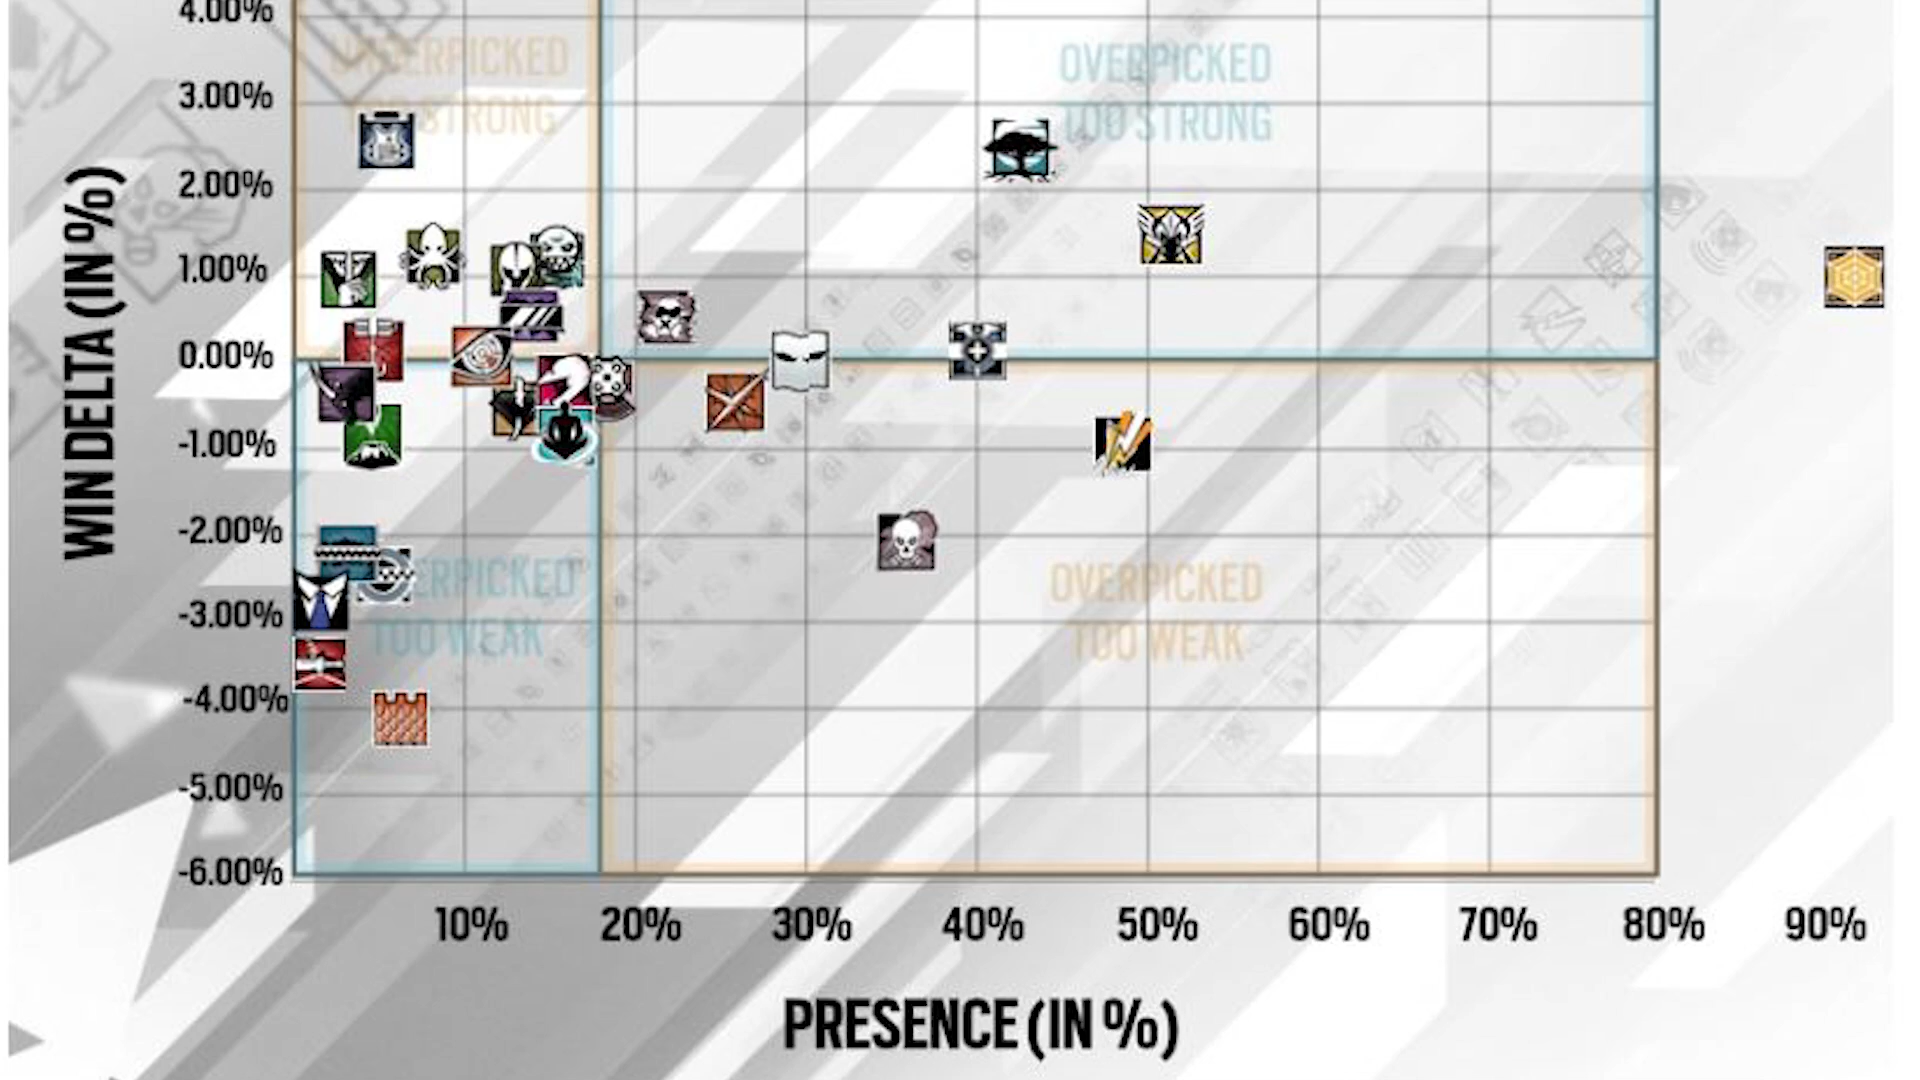 4.00%
UNDERPICKED
TOO STRONG
OVERPICKED
TOO STRONG
3.00%
2.00%
1.00%
0.00%
-1.00%
-2.00%
-3.00%
-4.00%
-5.00%
-6.00%
WIN DELTA (IN %)
UNDERPICKED
TOO WEAK
OVERPICKED
TOO WEAK
10% 20% 30% 40% 50% 60% 70% 80% 90%
PRESENCE (IN %)